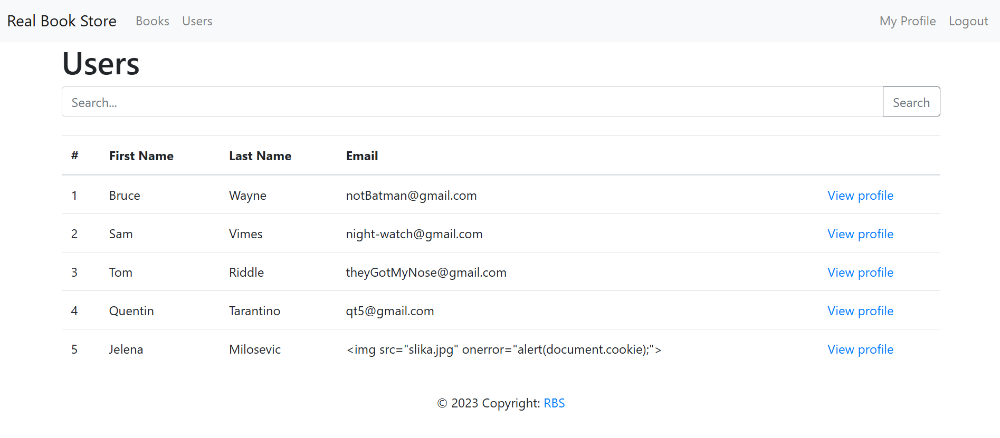 Real Book Store Books Users My Profile Logout
Users
Search... Search
# First Name Last Name Email
1 Bruce Wayne notBatman@gmail.com View profile
2 Sam Vimes night-watch@gmail.com View profile
3 Tom Riddle theyGotMyNose@gmail.com View profile
4 Quentin Tarantino qt5@gmail.com View profile
5 Jelena Milosevic <img src="slika.jpg" onerror="alert(document.cookie);"> View profile
© 2023 Copyright: RBS